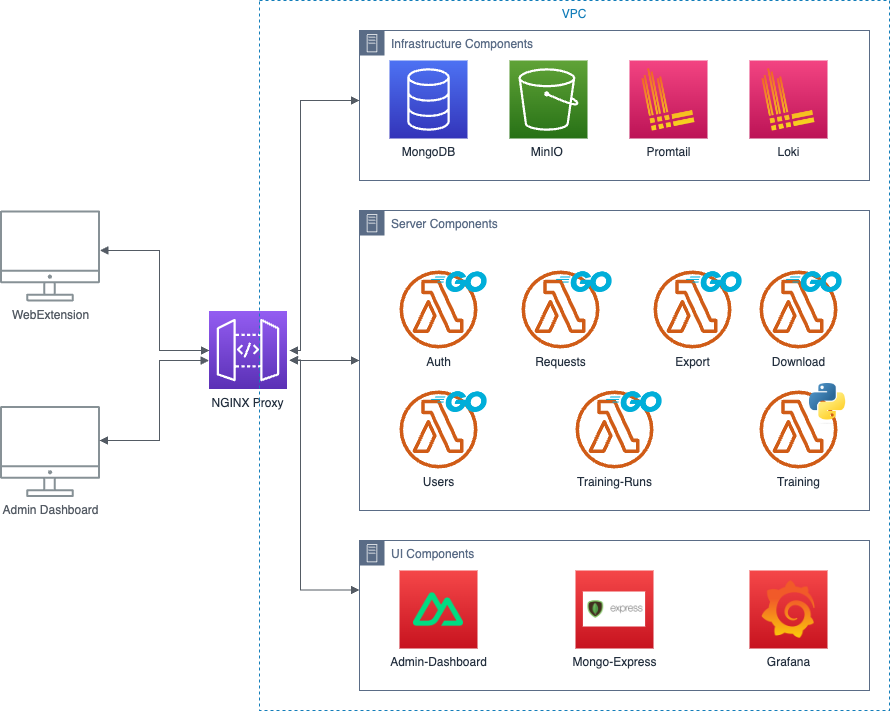 VPC
Infrastructure Components
MongoDB
MinIO
Promtail
Loki
Server Components
GO
GO
GO
GO
Auth
Requests
Export
Download
WebExtension
</>
NGINX Proxy
GO
GO
Users
Training-Runs
Training
Admin Dashboard
UI Components
express
Admin-Dashboard
Mongo-Express
Grafana